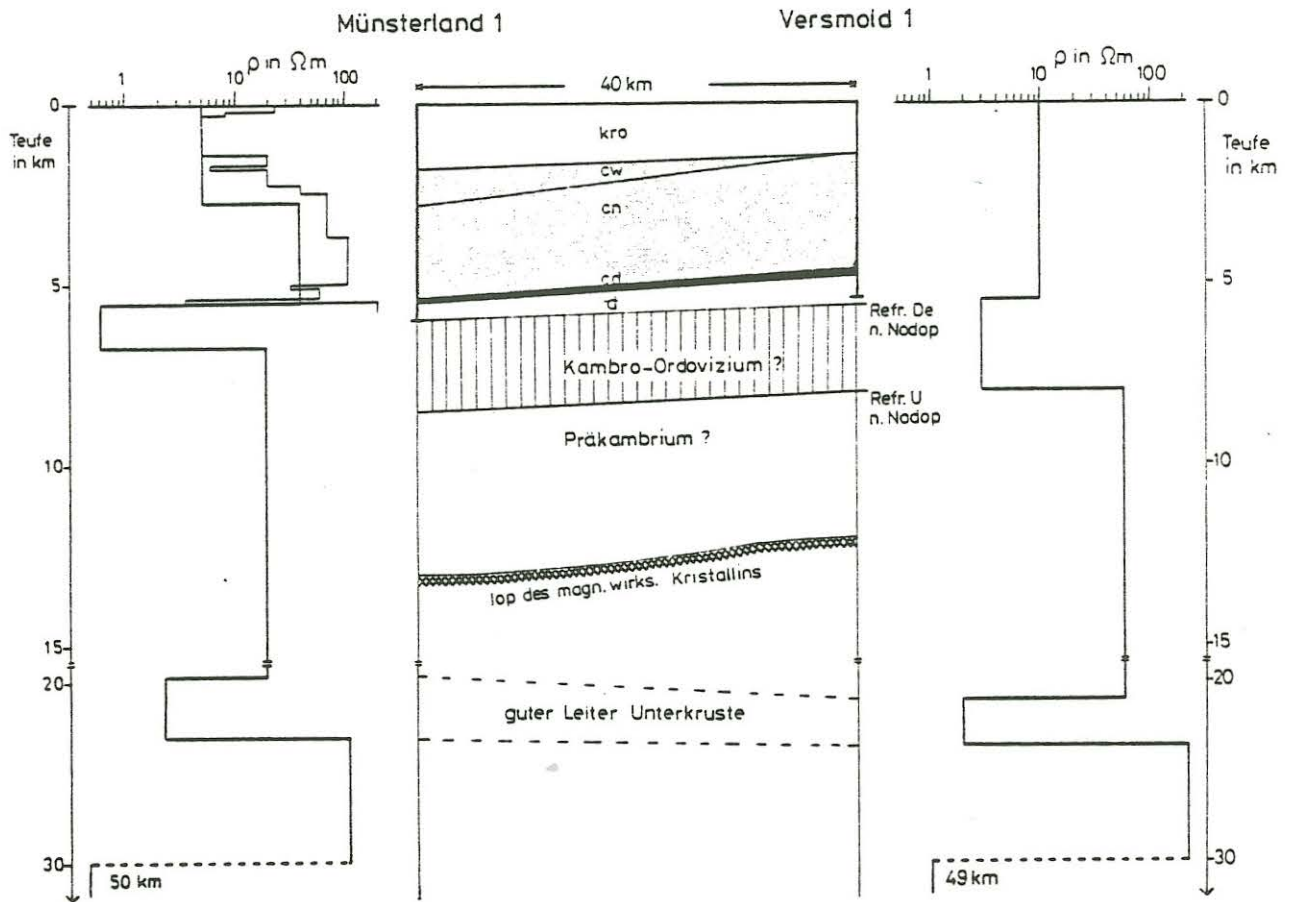 Münsterland 1
Versmold 1
ρ in Ωm
1 10 100
40 km
ρ in Ωm
1 10 100
0
Teufe
in km
5
10
15
20
30
50 km
kro
cw
cn
cd
d
Kambro-Ordovizium ?
Präkambrium ?
Top des magn. wirks. Kristallins
guter Leiter Unterkruste
Refr. De
n. Nodop
Refr. U
n. Nodop
0
Teufe
in km
5
10
15
20
30
49 km